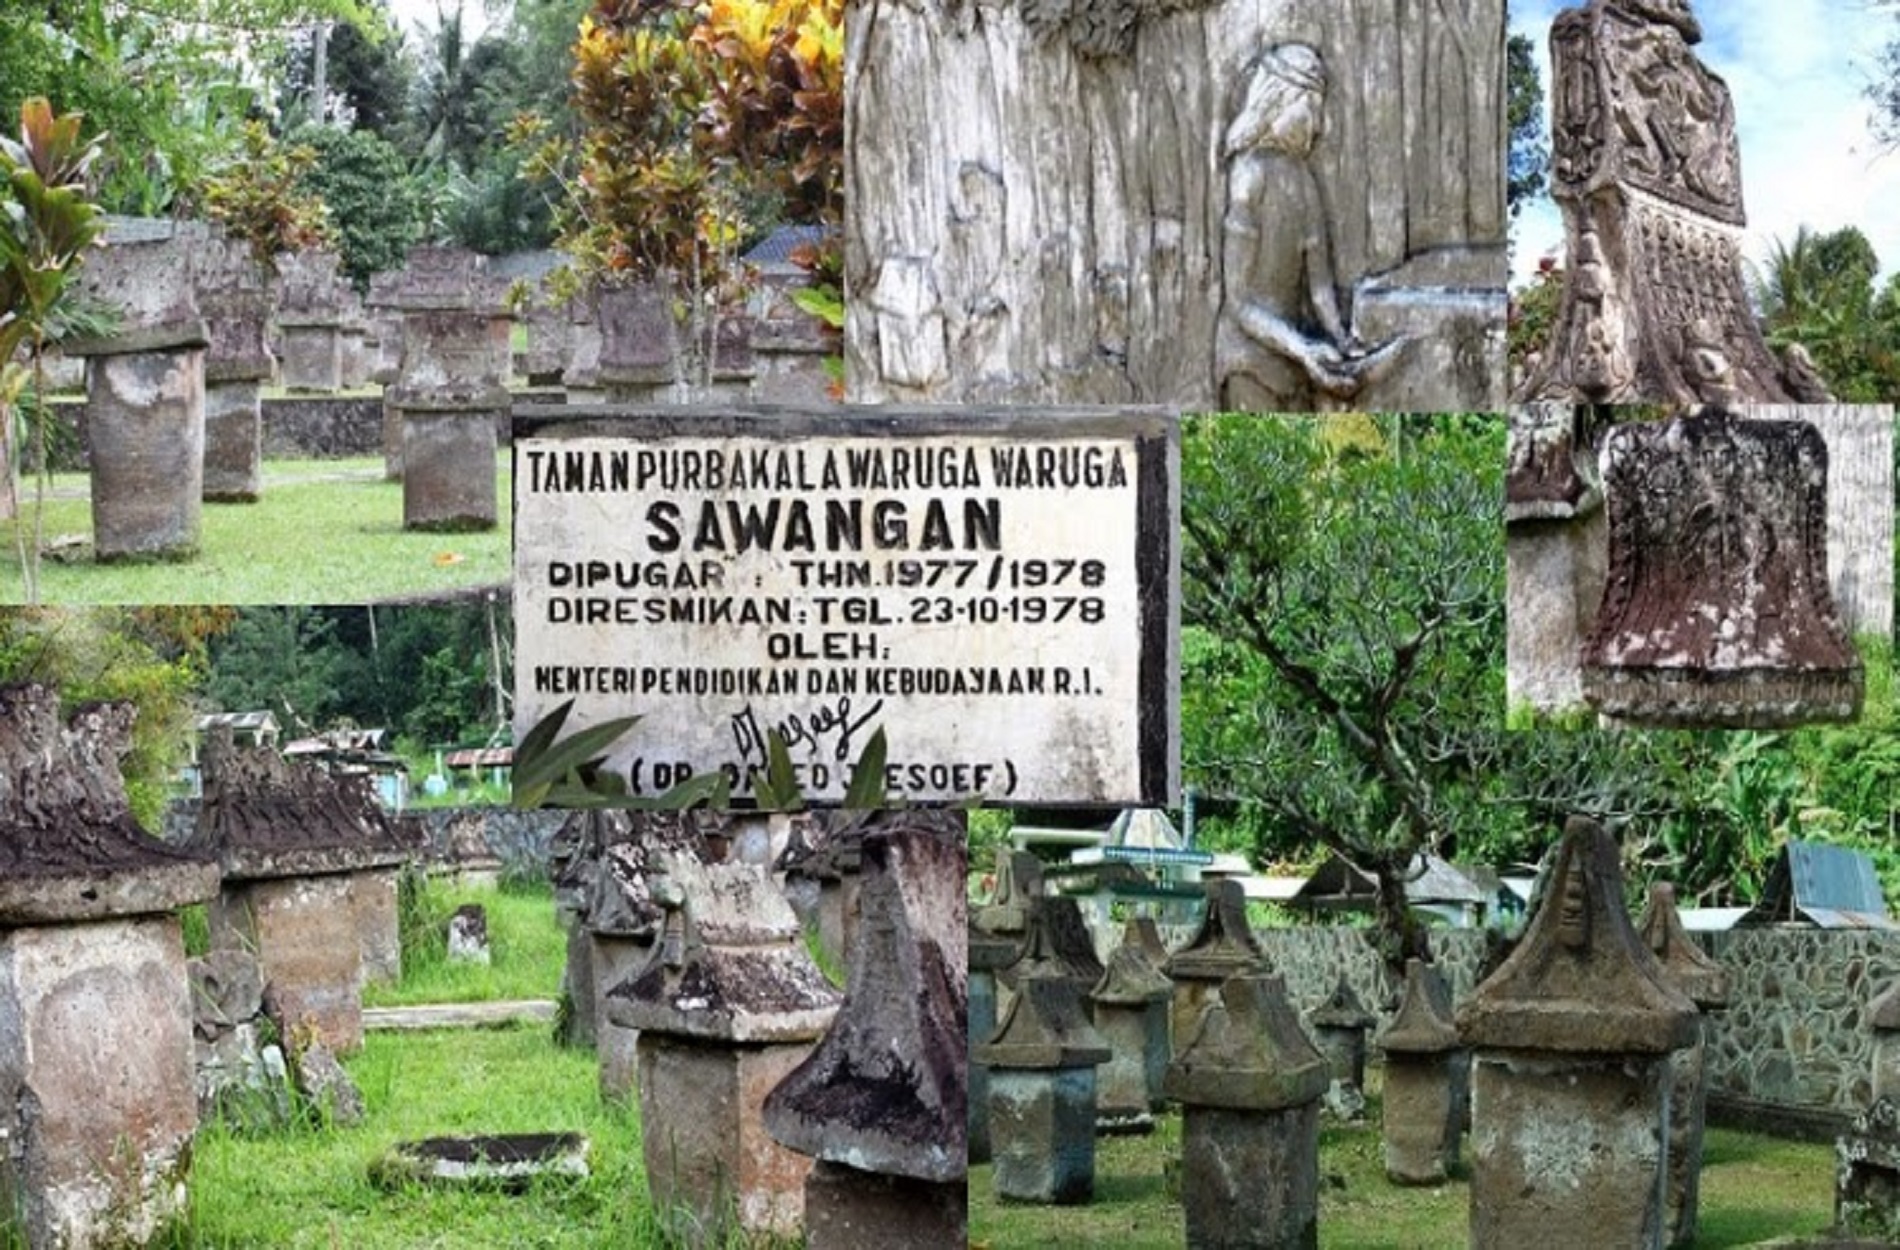 TAMAN PURBAKALA WARUGA WARUGA
SAWANGAN
DIPUGAR : THN.1977/1978
DIRESMIKAN:TGL.23-10-1978
OLEH:
MENTERI PENDIDIKAN DAN KEBUDAYAAN R.I.
(DR.